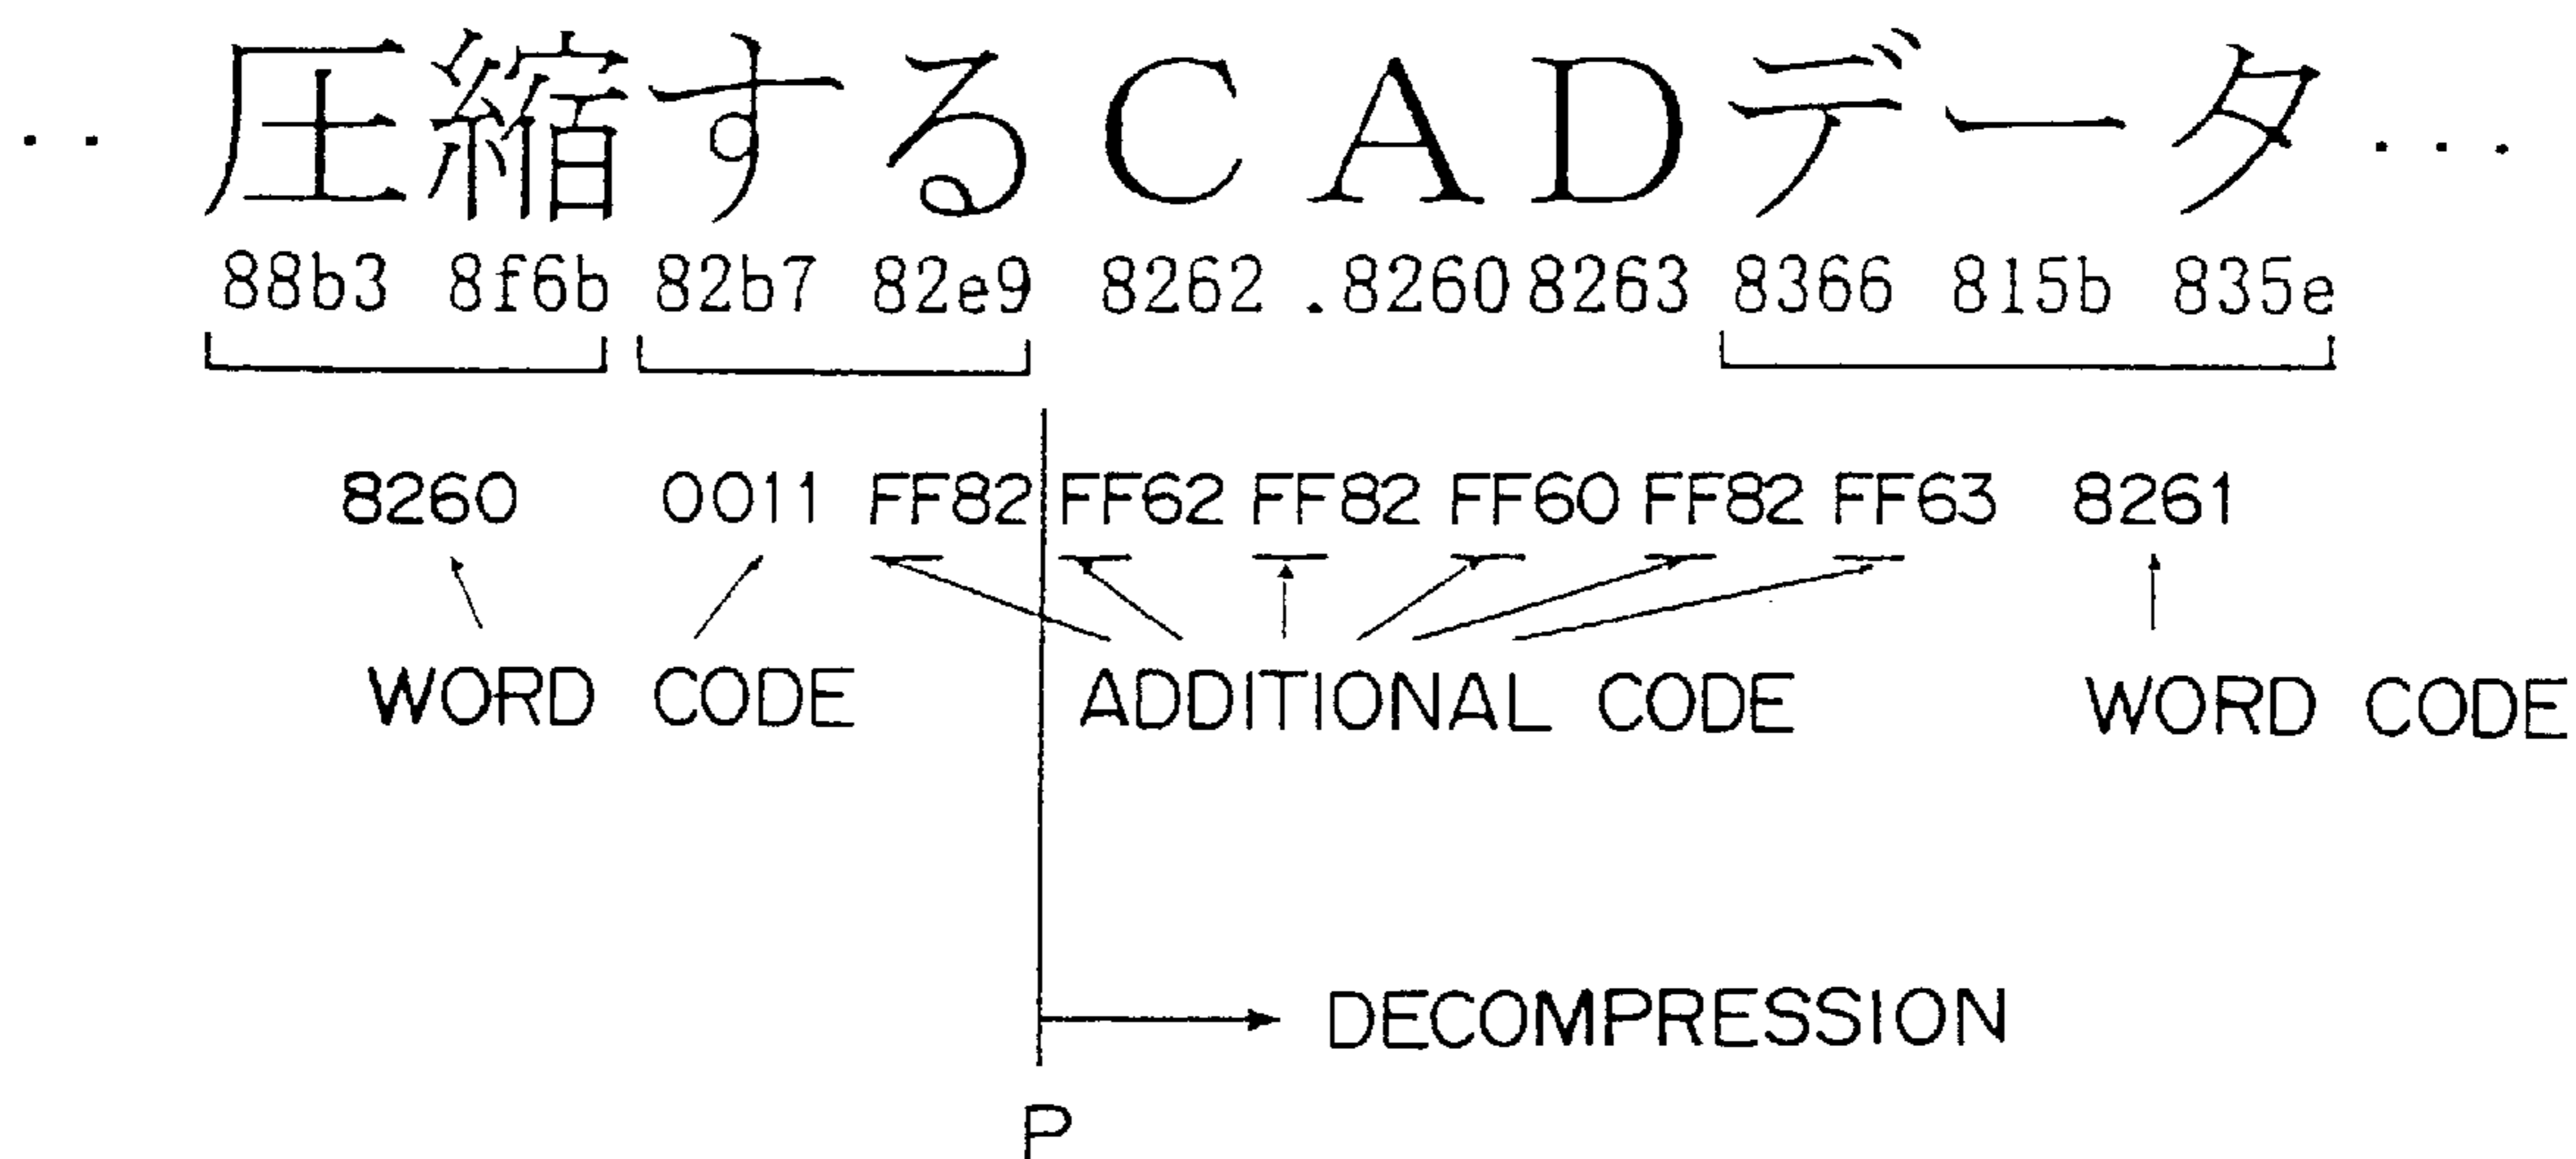 .. 圧縮するＣＡＤデータ...
88b3 8f6b 82b7 82e9 8262 .8260 8263 8366 815b 835e
8260 0011 FF82 FF62 FF82 FF60 FF82 FF63 8261
WORD CODE ADDITIONAL CODE WORD CODE
DECOMPRESSION
P